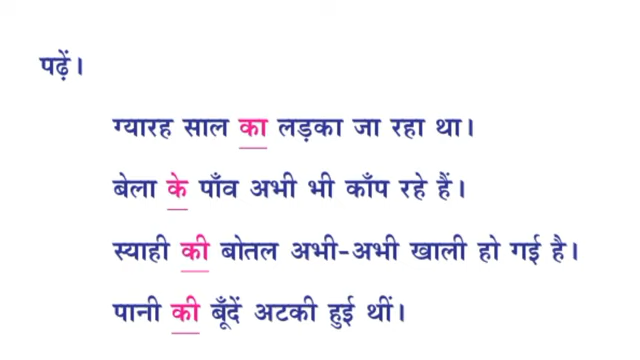 पढ़ें।
ग्यारह साल का लड़का जा रहा था।
बेला के पाँव अभी भी काँप रहे हैं।
स्याही की बोतल अभी-अभी खाली हो गई है।
पानी की बूँदें अटकी हुई थीं।